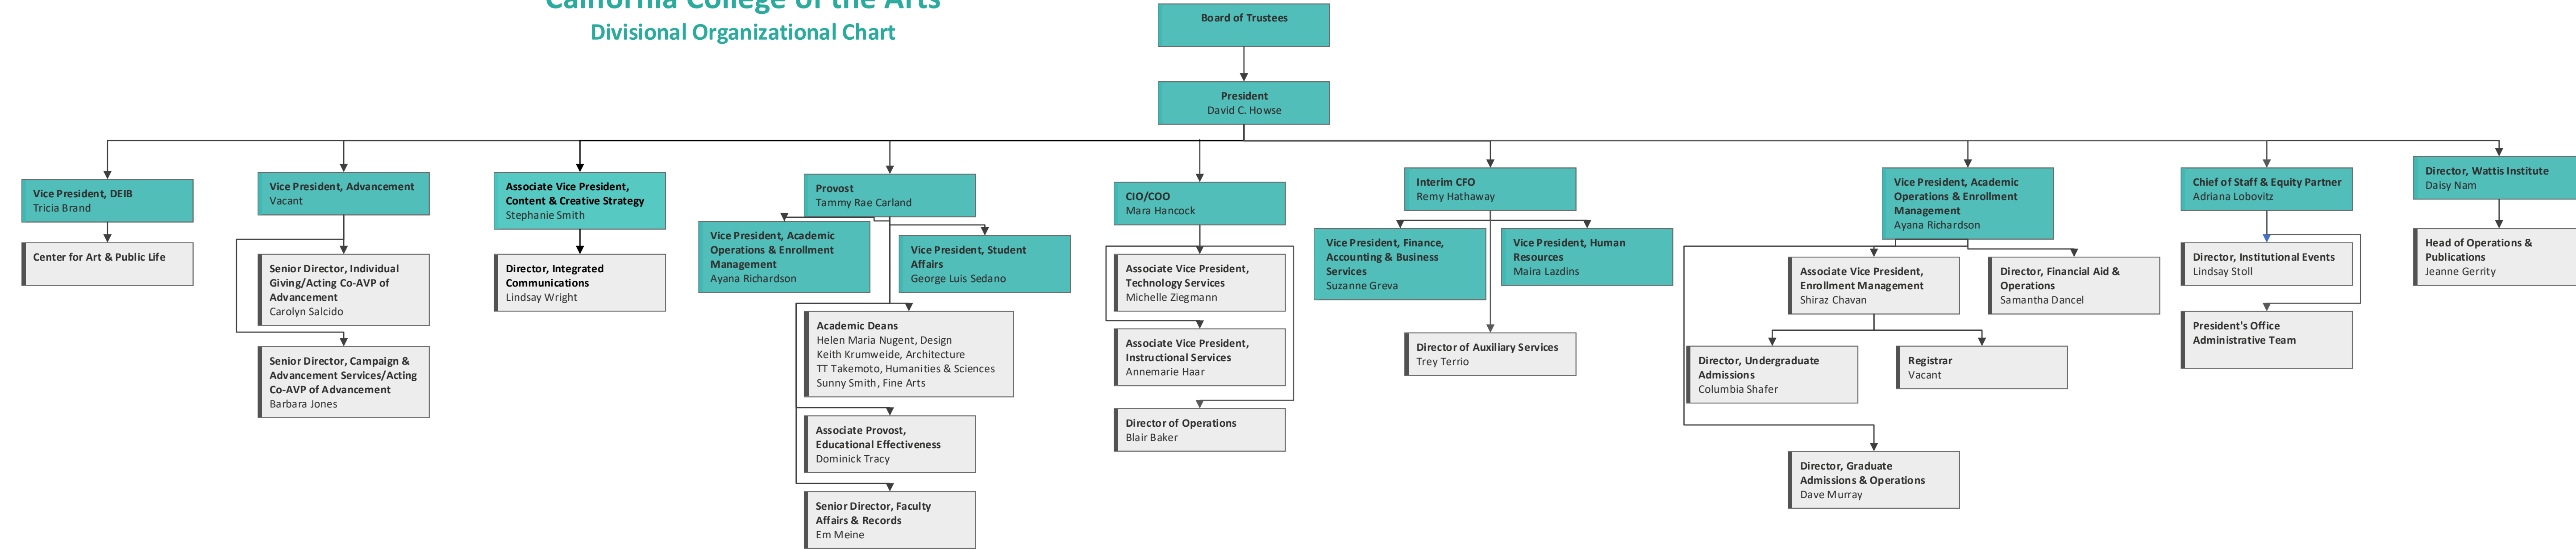 California College of the Arts
Divisional Organizational Chart
Board of Trustees
President
David C. Howse
Vice President, DEIB
Tricia Brand
Center for Art & Public Life
Vice President, Advancement
Vacant
Senior Director, Individual
Giving/Acting Co-AVP of
Advancement
Carolyn Salcido
Senior Director, Campaign &
Advancement Services/Acting
Co-AVP of Advancement
Barbara Jones
Associate Vice President,
Content & Creative Strategy
Stephanie Smith
Director, Integrated
Communications
Lindsay Wright
Provost
Tammy Rae Carland
Vice President, Academic
Operations & Enrollment
Management
Ayana Richardson
Vice President, Student
Affairs
George Luis Sedano
Academic Deans
Helen Maria Nugent, Design
Keith Krumweide, Architecture
TT Takemoto, Humanities & Sciences
Sunny Smith, Fine Arts
Associate Provost,
Educational Effectiveness
Dominick Tracy
Senior Director, Faculty
Affairs & Records
Em Meine
CIO/COO
Mara Hancock
Associate Vice President,
Technology Services
Michelle Ziegmann
Associate Vice President,
Instructional Services
Annemarie Haar
Director of Operations
Blair Baker
Interim CFO
Remy Hathaway
Vice President, Finance,
Accounting & Business
Services
Suzanne Greva
Vice President, Human
Resources
Maira Lazdins
Director of Auxiliary Services
Trey Terrio
Vice President, Academic
Operations & Enrollment
Management
Ayana Richardson
Associate Vice President,
Enrollment Management
Shiraz Chavan
Director, Financial Aid &
Operations
Samantha Dancel
Director, Undergraduate
Admissions
Columbia Shafer
Registrar
Vacant
Director, Graduate
Admissions & Operations
Dave Murray
Chief of Staff & Equity Partner
Adriana Lobovitz
Director, Institutional Events
Lindsay Stoll
President's Office
Administrative Team
Director, Wattis Institute
Daisy Nam
Head of Operations &
Publications
Jeanne Gerrity